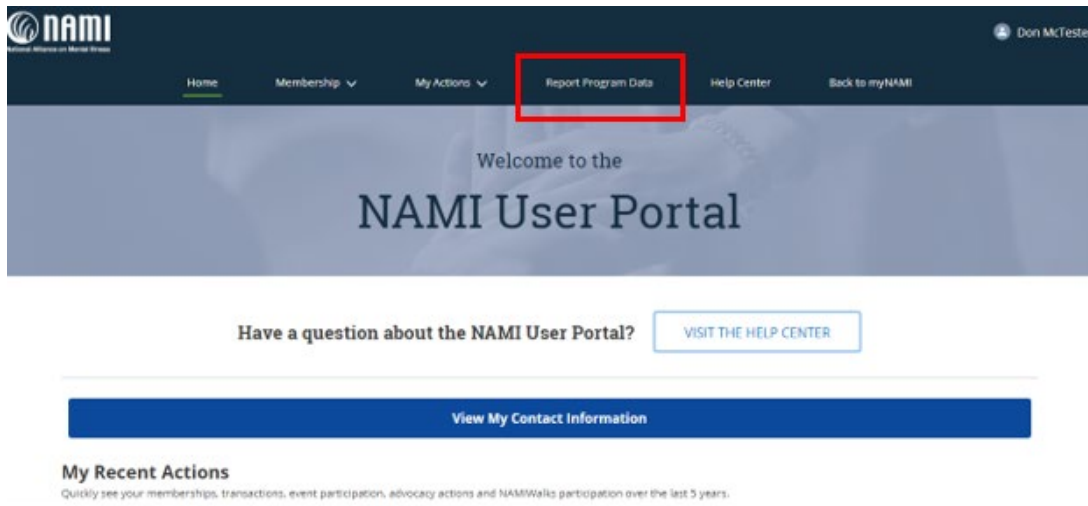 NAMI
National Alliance on Mental Illness
Don McTeste
Home Membership My Actions Report Program Data Help Center Back to myNAMI
Welcome to the
NAMI User Portal
Have a question about the NAMI User Portal? VISIT THE HELP CENTER
View My Contact Information
My Recent Actions
Quickly see your memberships, transactions, event participation, advocacy actions and NAMIWalks participation over the last 5 years.